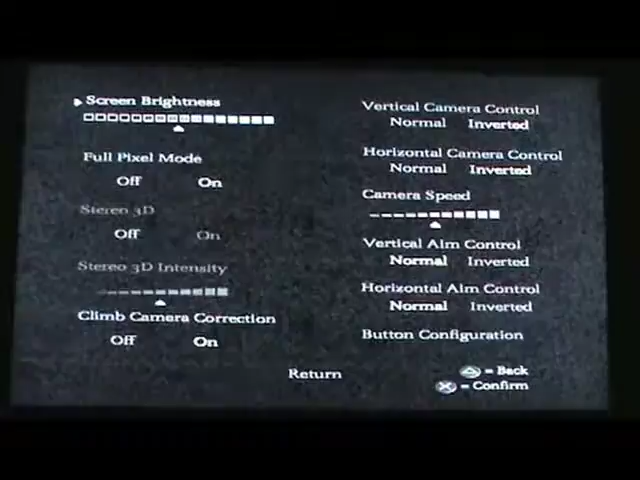 Screen Brightness
Full Pixel Mode
Off On
Stereo 3D
Off On
Stereo 3D Intensity
Climb Camera Correction
Off On
Vertical Camera Control
Normal Inverted
Horizontal Camera Control
Normal Inverted
Camera Speed
Vertical Aim Control
Normal Inverted
Horizontal Aim Control
Normal Inverted
Button Configuration
Return
= Back
= Confirm